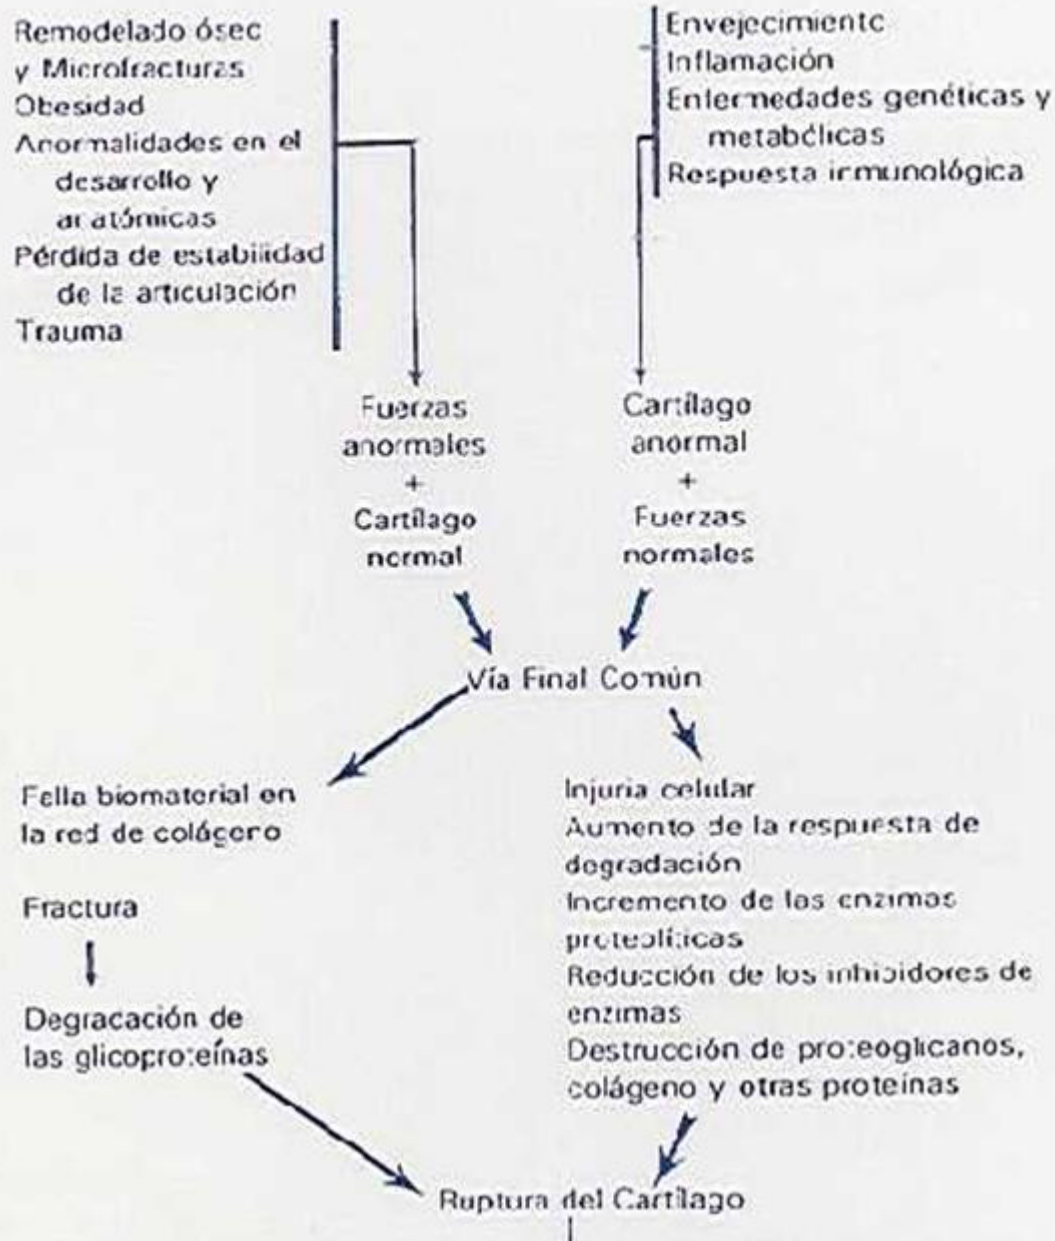 Remodelado óseo
y Microfracturas
Obesidad
Anormalidades en el
desarrollo y
anatómicas
Pérdida de estabilidad
de la articulación
Trauma
Envejecimiento
Inflamación
Enfermedades genéticas y
metabólicas
Respuesta inmunológica
Fuerzas
anormales
+
Cartílago
normal
Cartílago
anormal
+
Fuerzas
normales
Vía Final Común
Falla biomaterial en
la red de colágeno
Fractura
Degradación de
las glicoproteínas
Injuria celular
Aumento de la respuesta de
degradación
Incremento de las enzimas
proteolíticas
Reducción de los inhibidores de
enzimas
Destrucción de proteoglicanos,
colágeno y otras proteínas
Ruptura del Cartílago